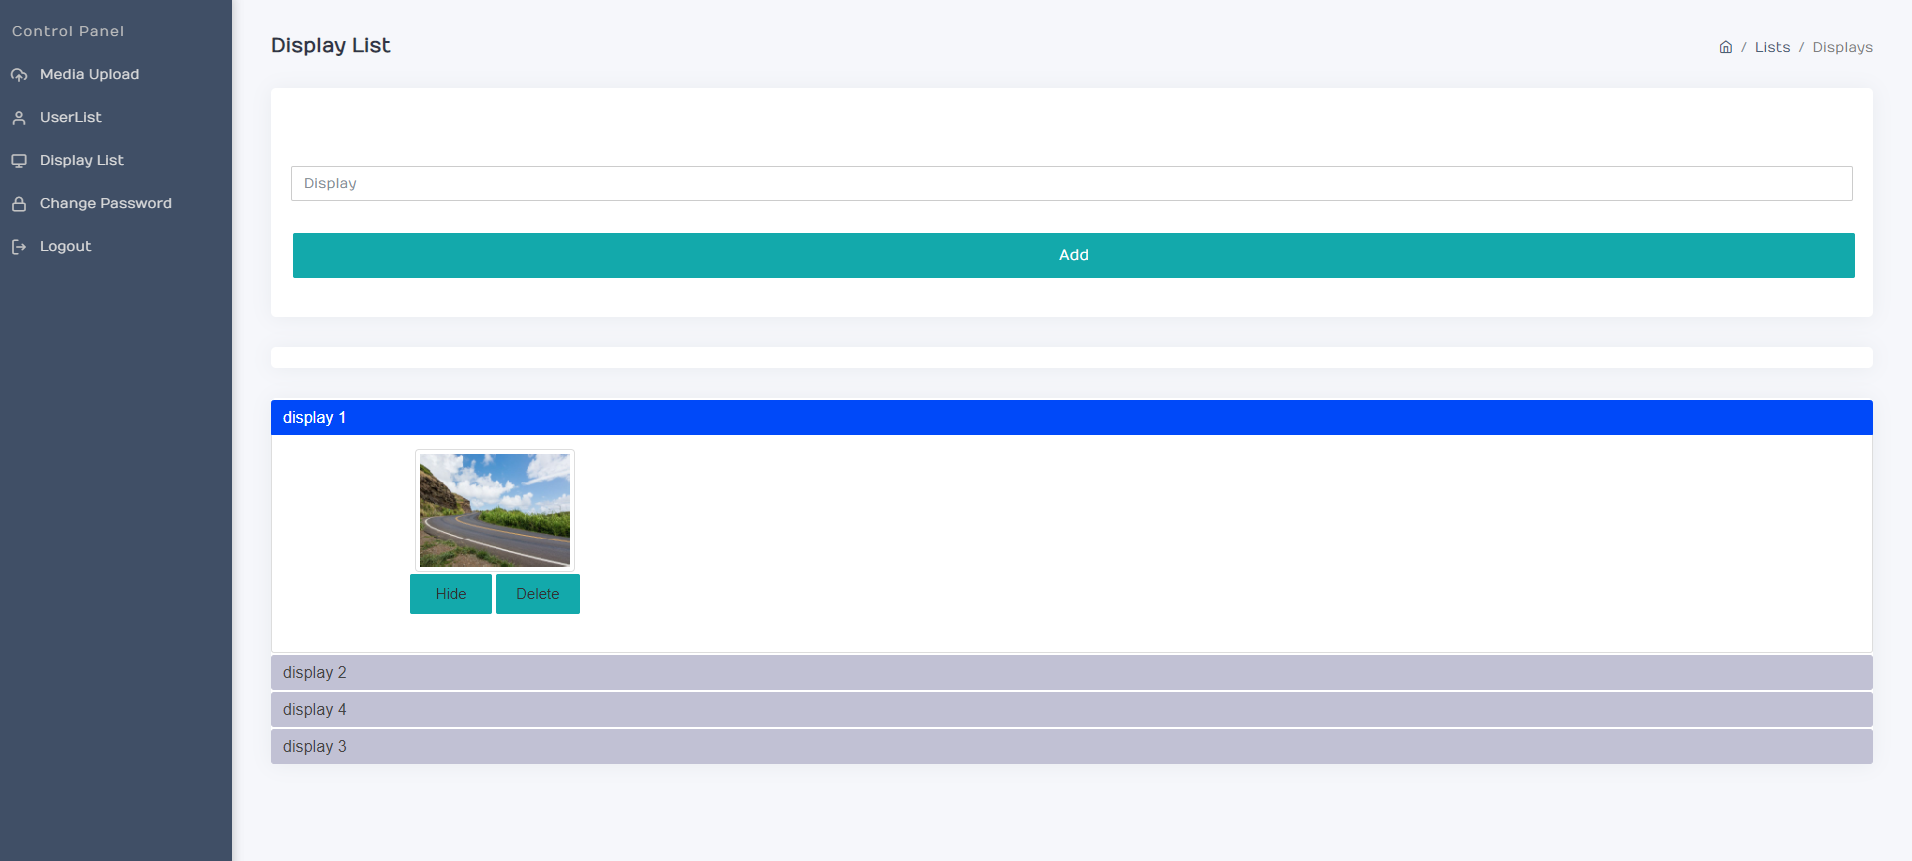 Control Panel
Media Upload
UserList
Display List
Change Password
Logout
Display List
/ Lists / Displays
Display
Add
display 1
Hide Delete
display 2
display 4
display 3